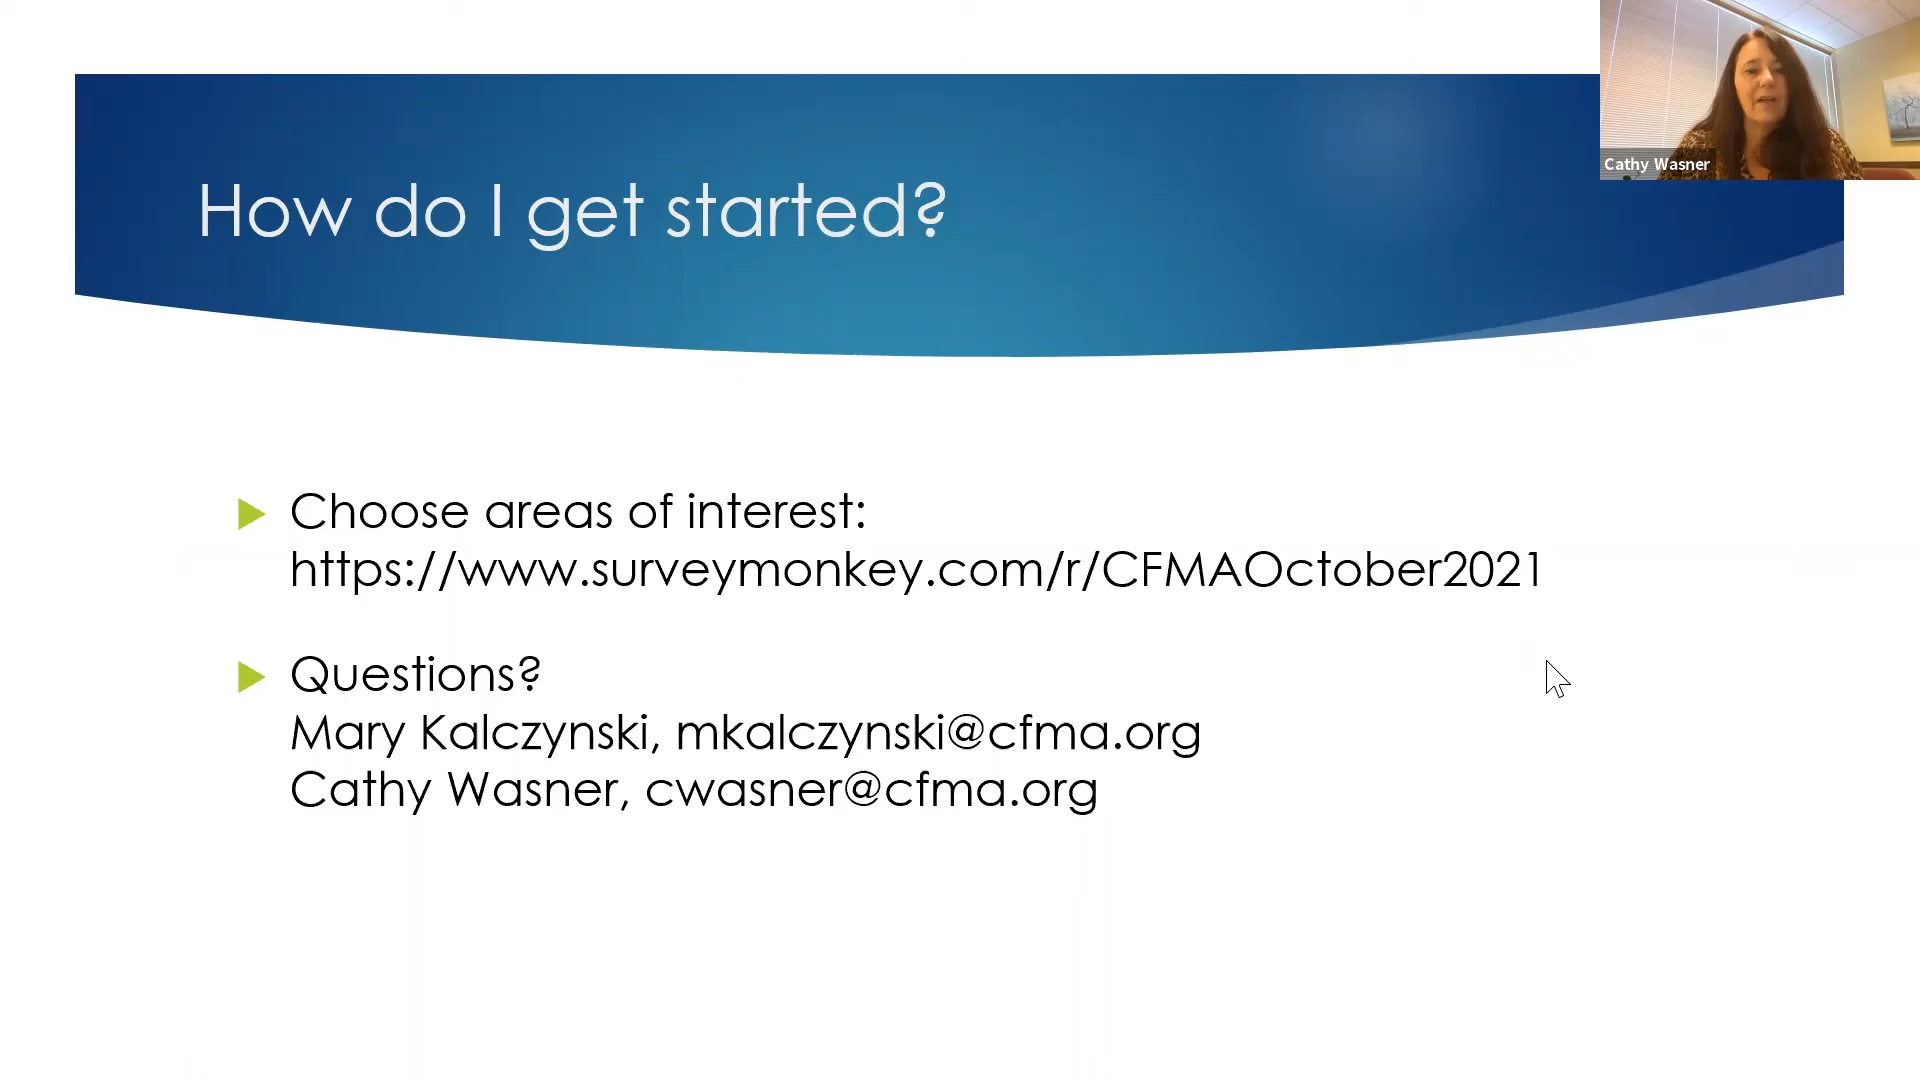 How do I get started?
Cathy Wasner
Choose areas of interest:
https://www.surveymonkey.com/r/CFMAOctober2021
Questions?
Mary Kalczynski, mkalczynski@cfma.org
Cathy Wasner, cwasner@cfma.org